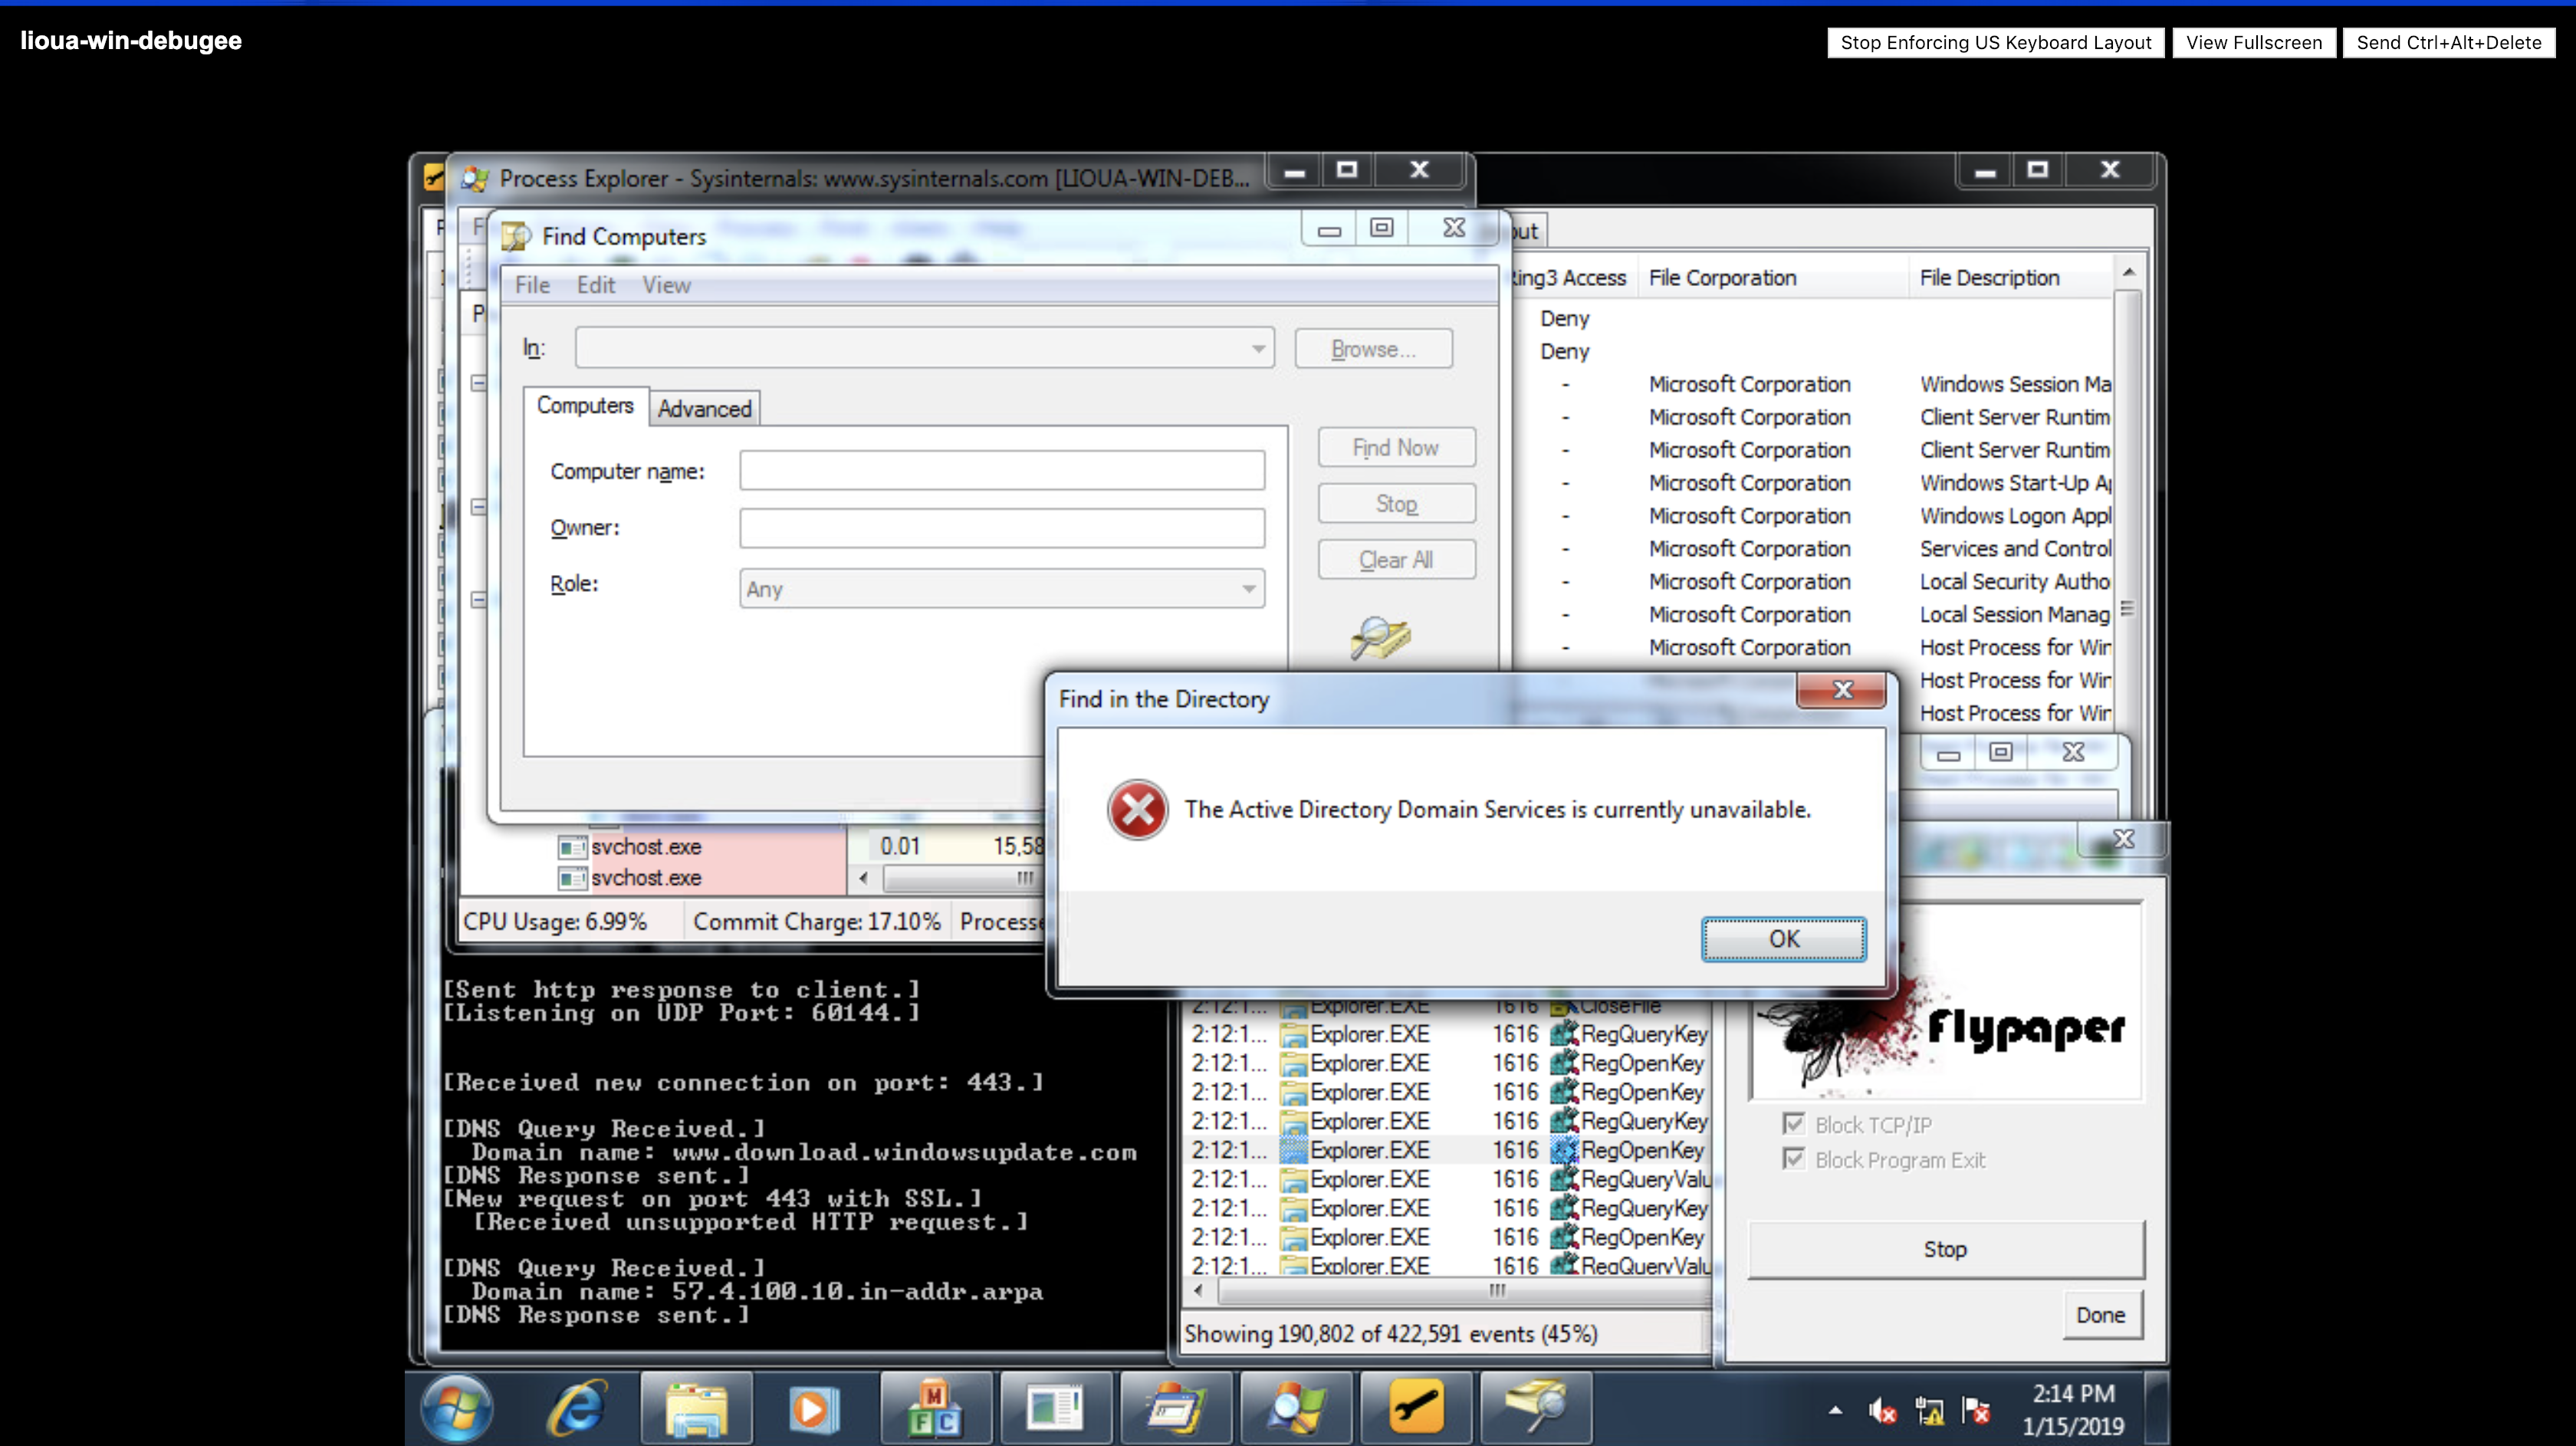 lioua-win-debugee
Stop Enforcing US Keyboard Layout
View Fullscreen
Send Ctrl+Alt+Delete
Process Explorer - Sysinternals: www.sysinternals.com [LIOUA-WIN-DEB...
Find Computers
File Edit View
In:
Browse...
Computers
Advanced
Computer name:
Owner:
Role:
Any
Find Now
Stop
Clear All
Ring3 Access File Corporation File Description
Deny
Deny
- Microsoft Corporation Windows Session Ma
- Microsoft Corporation Client Server Runtim
- Microsoft Corporation Client Server Runtim
- Microsoft Corporation Windows Start-Up Ap
- Microsoft Corporation Windows Logon Appl
- Microsoft Corporation Services and Control
- Microsoft Corporation Local Security Autho
- Microsoft Corporation Local Session Manag
- Microsoft Corporation Host Process for Win
Host Process for Win
Host Process for Win
Find in the Directory
The Active Directory Domain Services is currently unavailable.
OK
svchost.exe 0.01 15,58
svchost.exe
CPU Usage: 6.99% Commit Charge: 17.10% Processe
[Sent http response to client.]
[Listening on UDP Port: 60144.]
[Received new connection on port: 443.]
[DNS Query Received.]
Domain name: www.download.windowsupdate.com
[DNS Response sent.]
[New request on port 443 with SSL.]
[Received unsupported HTTP request.]
[DNS Query Received.]
Domain name: 57.4.100.10.in-addr.arpa
[DNS Response sent.]
2:12:1... Explorer.EXE 1616 CloseFile
2:12:1... Explorer.EXE 1616 RegQueryKey
2:12:1... Explorer.EXE 1616 RegOpenKey
2:12:1... Explorer.EXE 1616 RegOpenKey
2:12:1... Explorer.EXE 1616 RegQueryKey
2:12:1... Explorer.EXE 1616 RegOpenKey
2:12:1... Explorer.EXE 1616 RegQueryValu
2:12:1... Explorer.EXE 1616 RegQueryKey
2:12:1... Explorer.EXE 1616 RegOpenKey
2:12:1... Explorer.EXE 1616 RegQueryValu
Showing 190,802 of 422,591 events (45%)
flypaper
Block TCP/IP
Block Program Exit
Stop
Done
M
F C
2:14 PM
1/15/2019